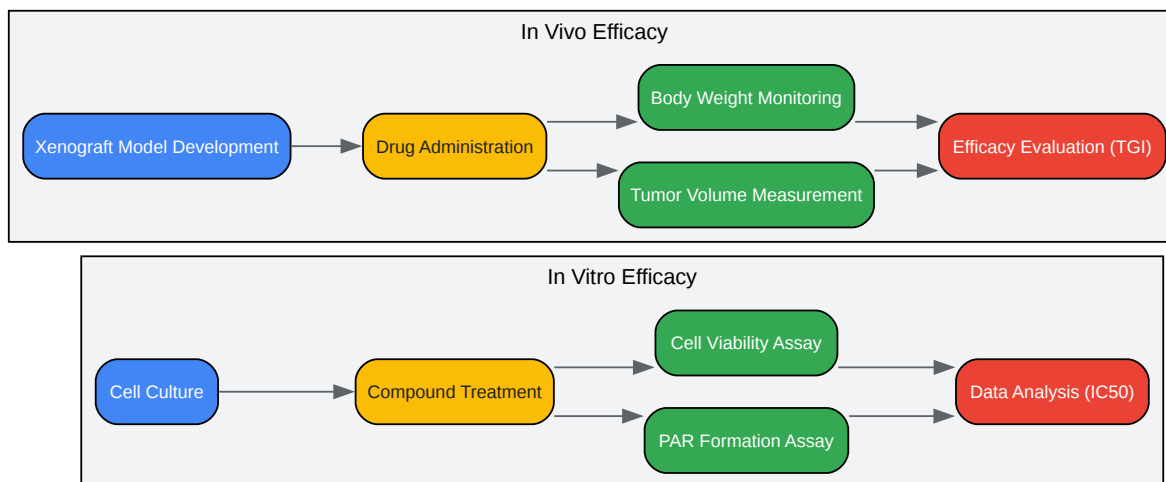 In Vivo Efficacy
Xenograft Model Development
Drug Administration
Body Weight Monitoring
Tumor Volume Measurement
Efficacy Evaluation (TGI)
In Vitro Efficacy
Cell Culture
Compound Treatment
Cell Viability Assay
PAR Formation Assay
Data Analysis (IC50)